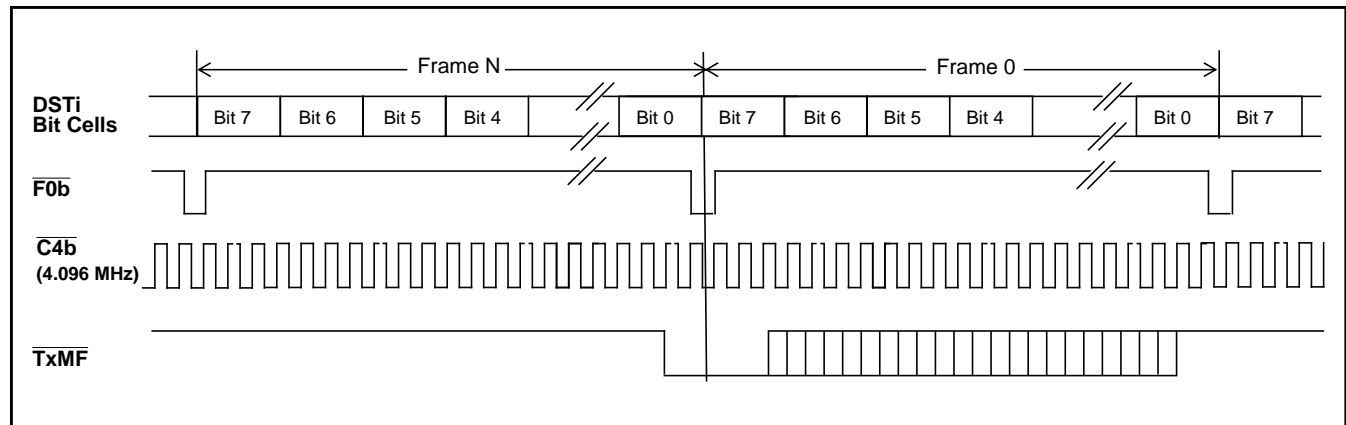 Frame N
Frame 0
DSTi
Bit Cells
Bit 7 Bit 6 Bit 5 Bit 4 Bit 0 Bit 7 Bit 6 Bit 5 Bit 4 Bit 0 Bit 7
F0b
C4b
(4.096 MHz)
TxMF